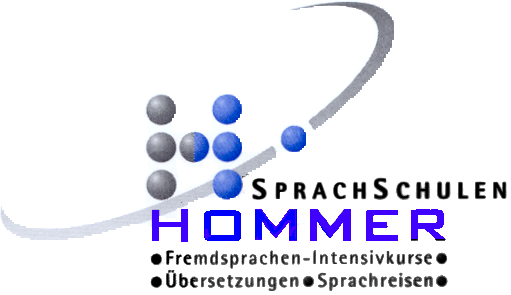 SPRACHSCHULEN
HOMMER
●Fremdsprachen-Intensivkurse●
●Übersetzungen●Sprachreisen●